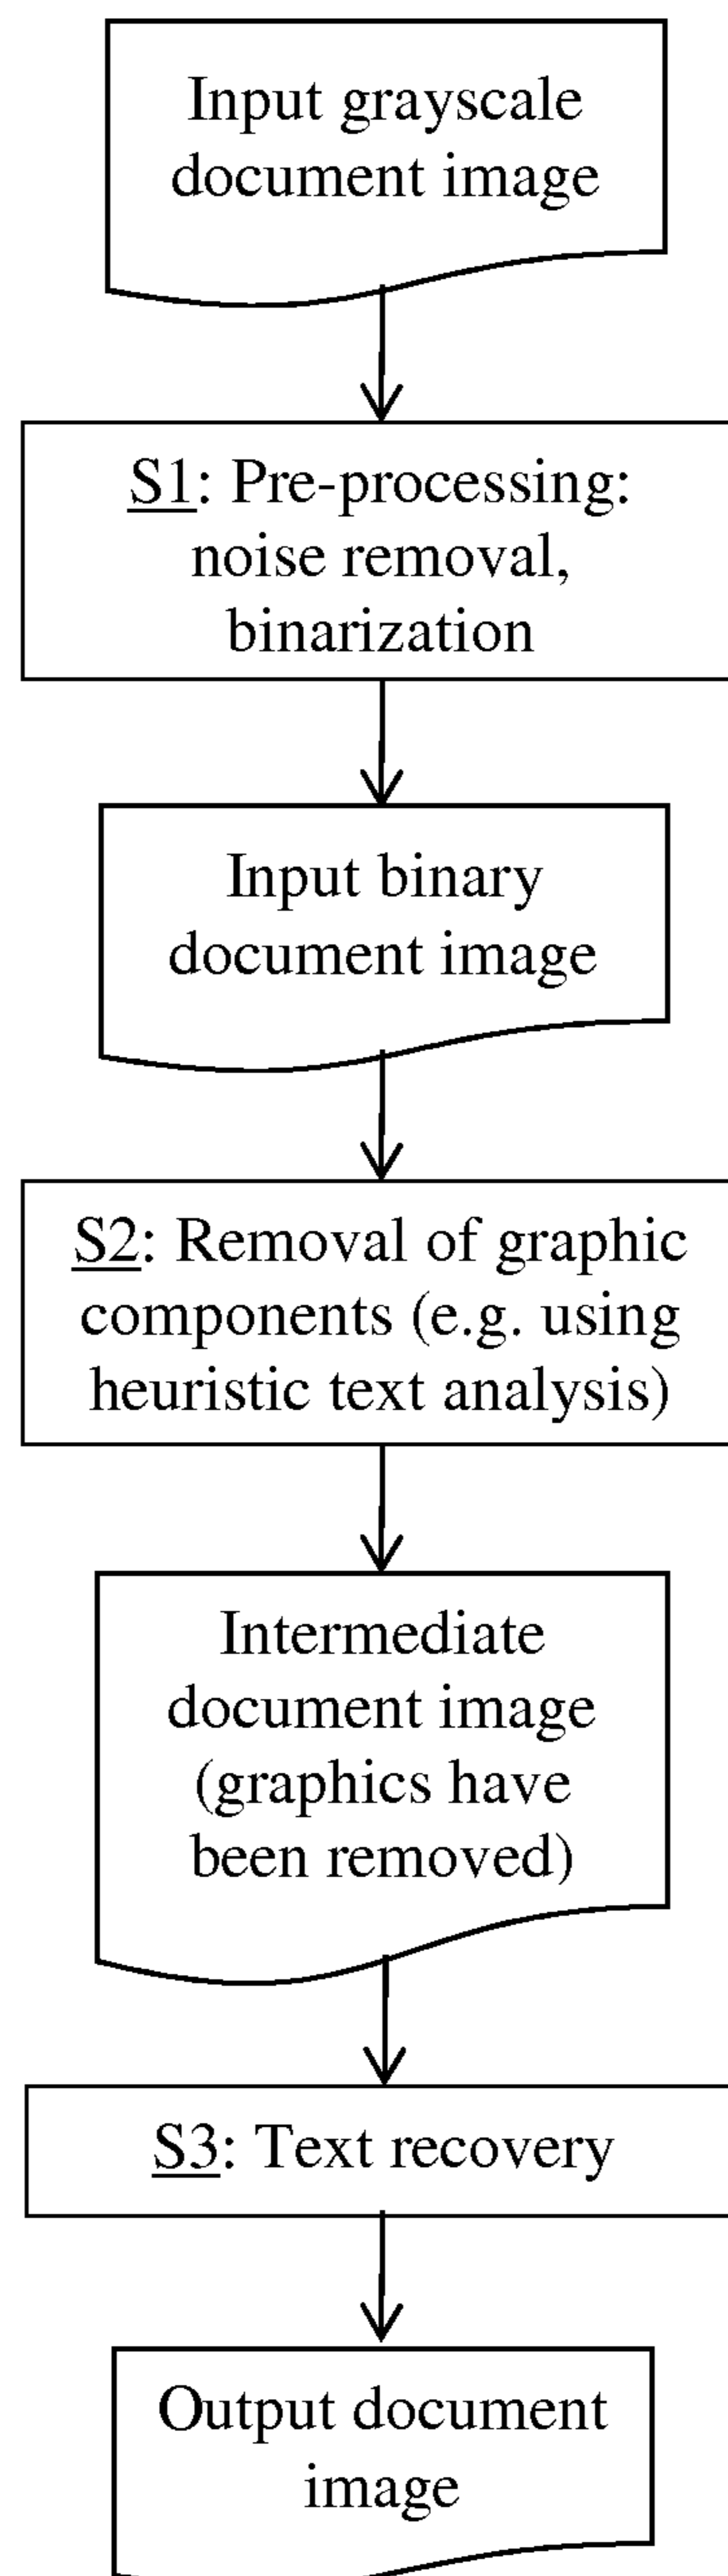 Input grayscale
document image
S1: Pre-processing:
noise removal,
binarization
Input binary
document image
S2: Removal of graphic
components (e.g. using
heuristic text analysis)
Intermediate
document image
(graphics have
been removed)
S3: Text recovery
Output document
image